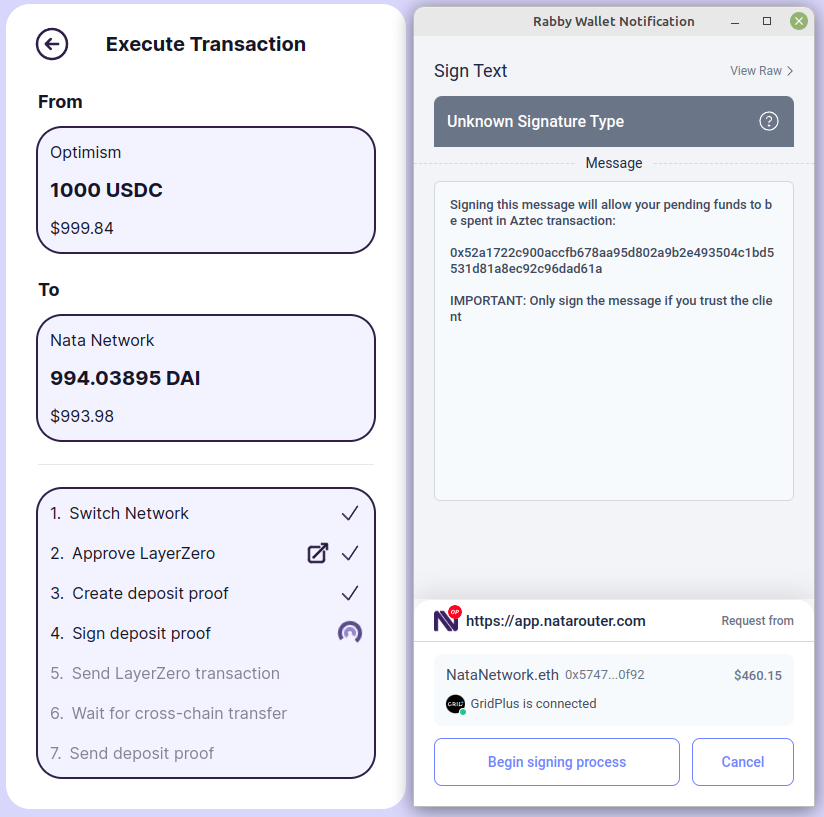 Execute Transaction
From
Optimism
1000 USDC
$999.84
To
Nata Network
994.03895 DAI
$993.98
1. Switch Network
2. Approve LayerZero
3. Create deposit proof
4. Sign deposit proof
5. Send LayerZero transaction
6. Wait for cross-chain transfer
7. Send deposit proof
Rabby Wallet Notification
Sign Text
View Raw
Unknown Signature Type
Message
Signing this message will allow your pending funds to b
e spent in Aztec transaction:
0x52a1722c900accfb678aa95d802a9b2e493504c1bd5
531d81a8ec92c96dad61a
IMPORTANT: Only sign the message if you trust the clie
nt
OP
https://app.natarouter.com
Request from
NataNetwork.eth 0x5747...0f92
$460.15
GRID+
GridPlus is connected
Begin signing process
Cancel